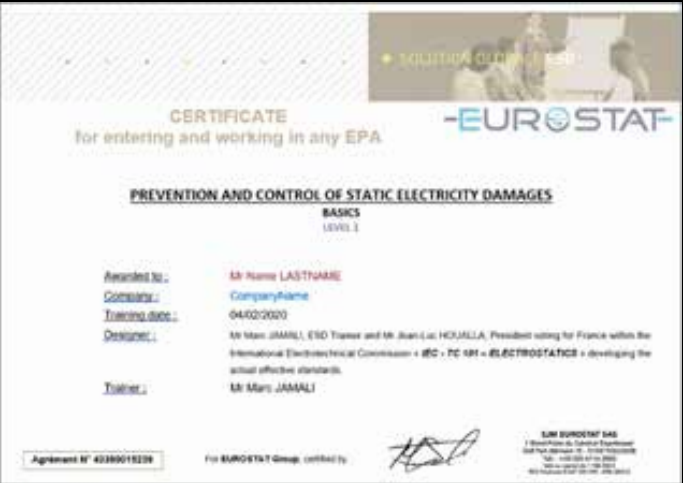 SOLUTION GLOBALE ESD
CERTIFICATE
for entering and working in any EPA
EUROSTAT
PREVENTION AND CONTROL OF STATIC ELECTRICITY DAMAGES
BASICS
LEVEL 1
Awarded to : Mr Name LASTNAME
Company : CompanyName
Training date : 04/02/2020
Designer : Mr Marc JAMALI, ESD Trainer and Mr Jean-Luc HOUALLA, President voting for France within the
International Electrotechnical Commission « IEC - TC 101 – ELECTROSTATICS » developing the
actual effective standards.
Trainer : Mr Marc JAMALI
Agrément N°
For EUROSTAT Group, certified by
SJM EUROSTAT SAS